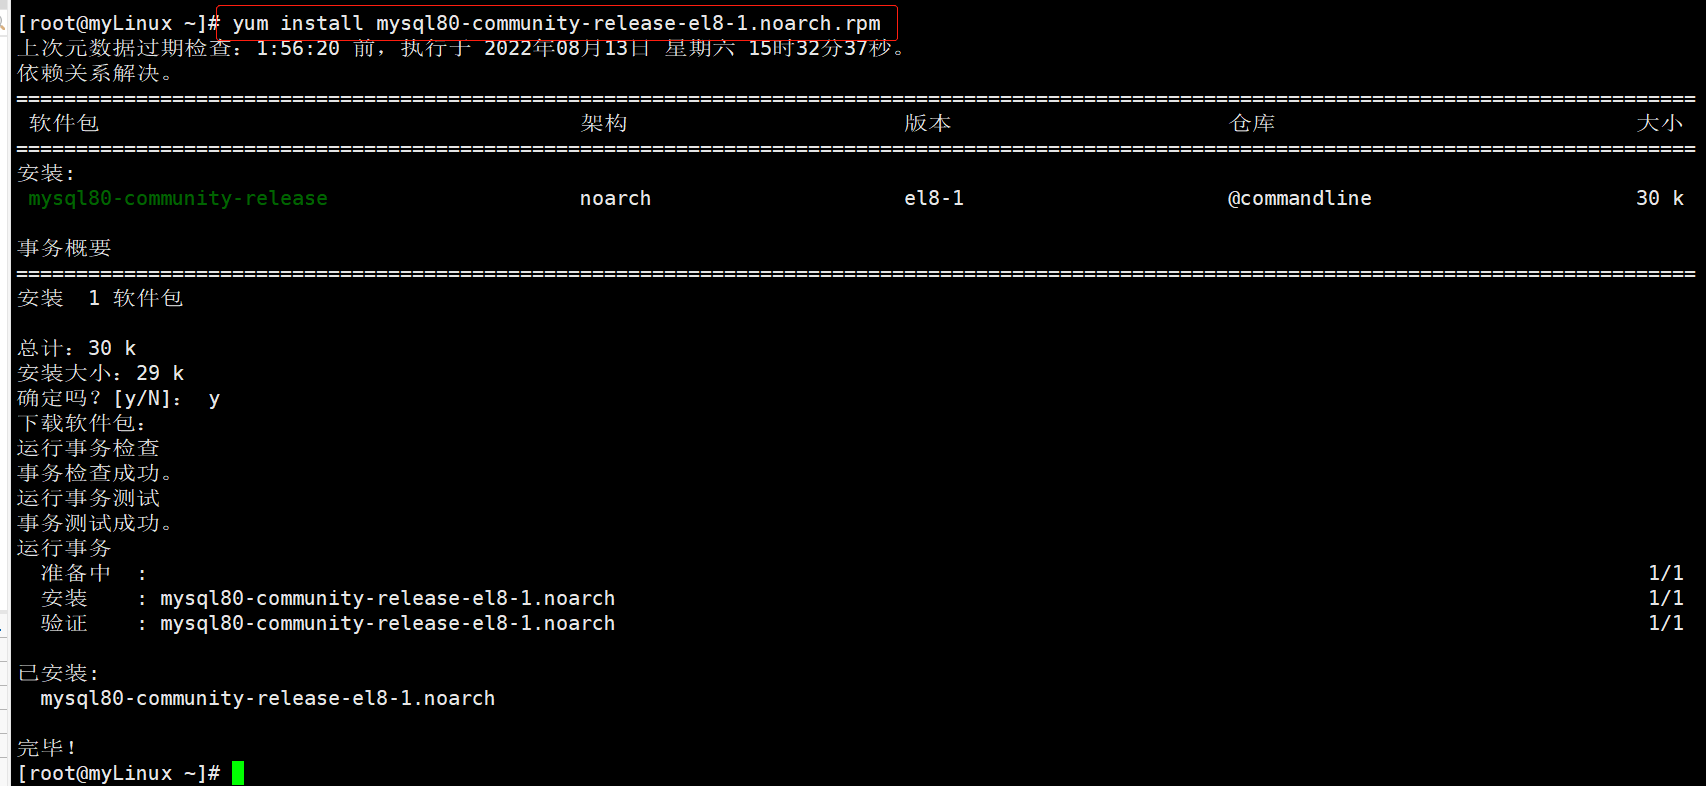 [root@myLinux ~]# yum install mysql80-community-release-el8-1.noarch.rpm
上次元数据过期检查：1:56:20 前，执行于 2022年08月13日 星期六 15时32分37秒。
依赖关系解决。
============================================================================================================================================
软件包 架构 版本 仓库 大小
============================================================================================================================================
安装:
mysql80-community-release noarch el8-1 @commandline 30 k
事务概要
============================================================================================================================================
安装 1 软件包
总计：30 k
安装大小：29 k
确定吗？[y/N]： y
下载软件包：
运行事务检查
事务检查成功。
运行事务测试
事务测试成功。
运行事务
准备中 : 1/1
安装 : mysql80-community-release-el8-1.noarch 1/1
验证 : mysql80-community-release-el8-1.noarch 1/1
已安装:
mysql80-community-release-el8-1.noarch
完毕！
[root@myLinux ~]#